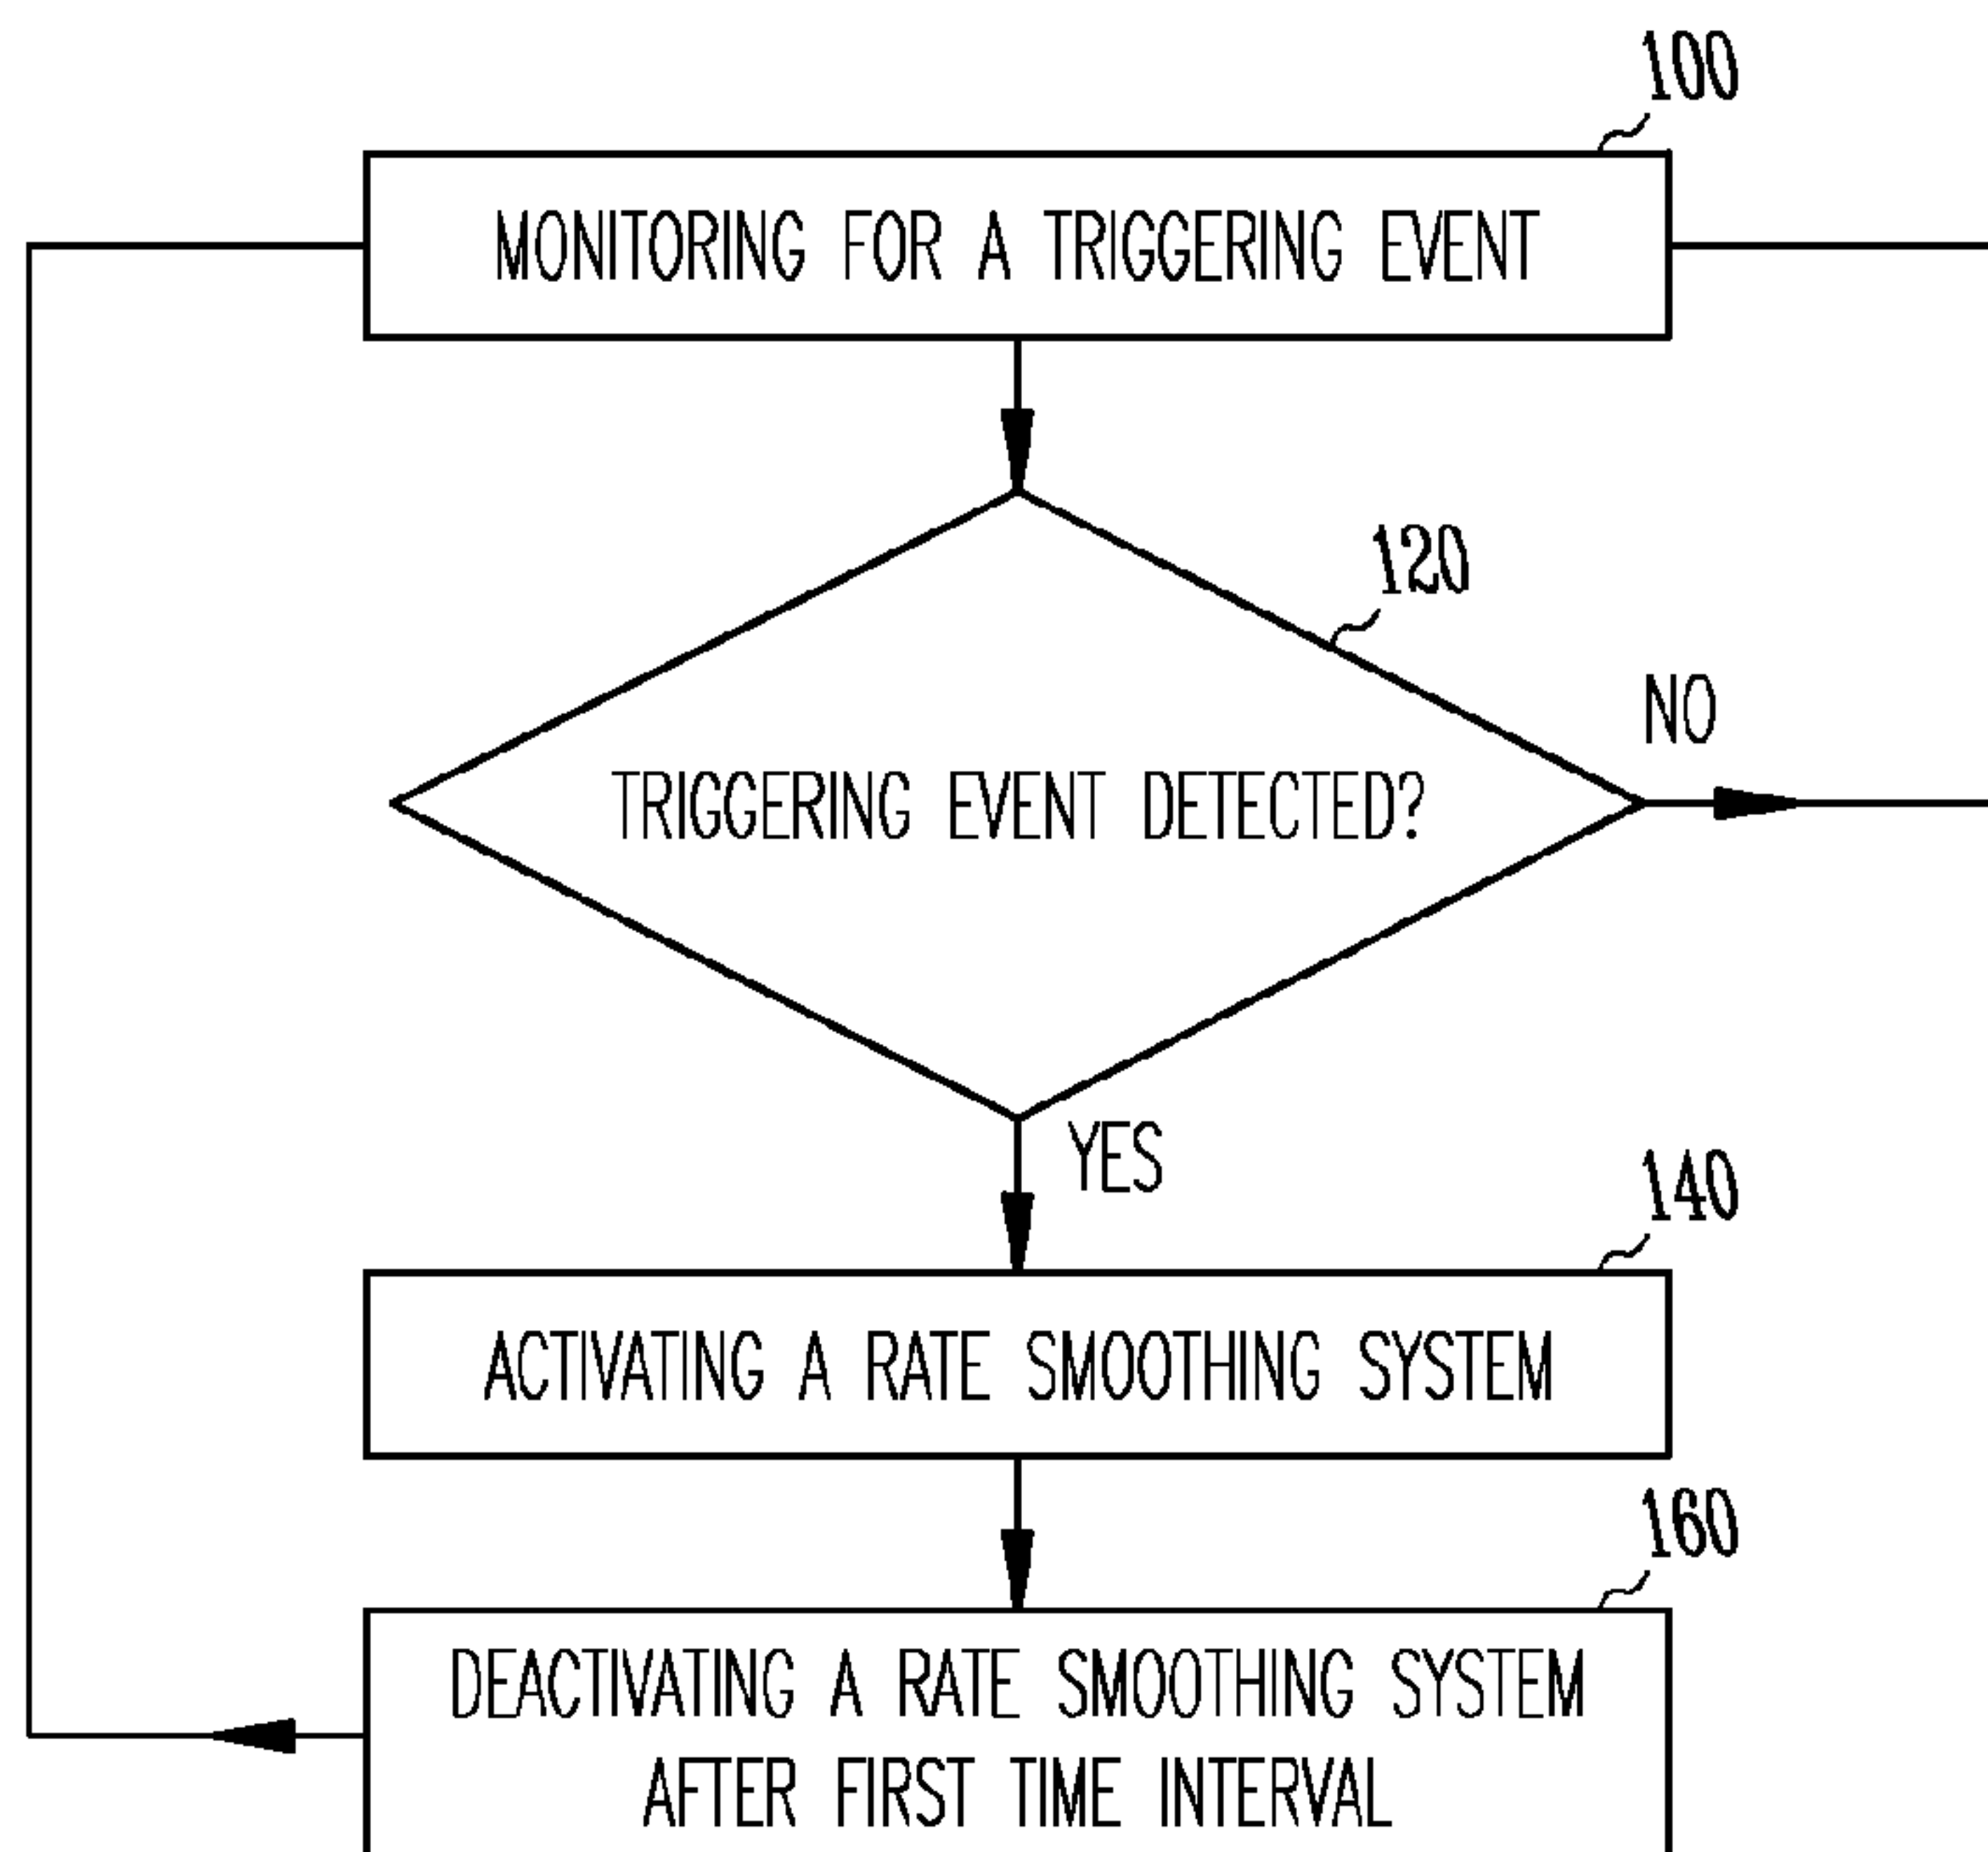 100
MONITORING FOR A TRIGGERING EVENT
120
NO
TRIGGERING EVENT DETECTED?
YES
140
ACTIVATING A RATE SMOOTHING SYSTEM
160
DEACTIVATING A RATE SMOOTHING SYSTEM
AFTER FIRST TIME INTERVAL